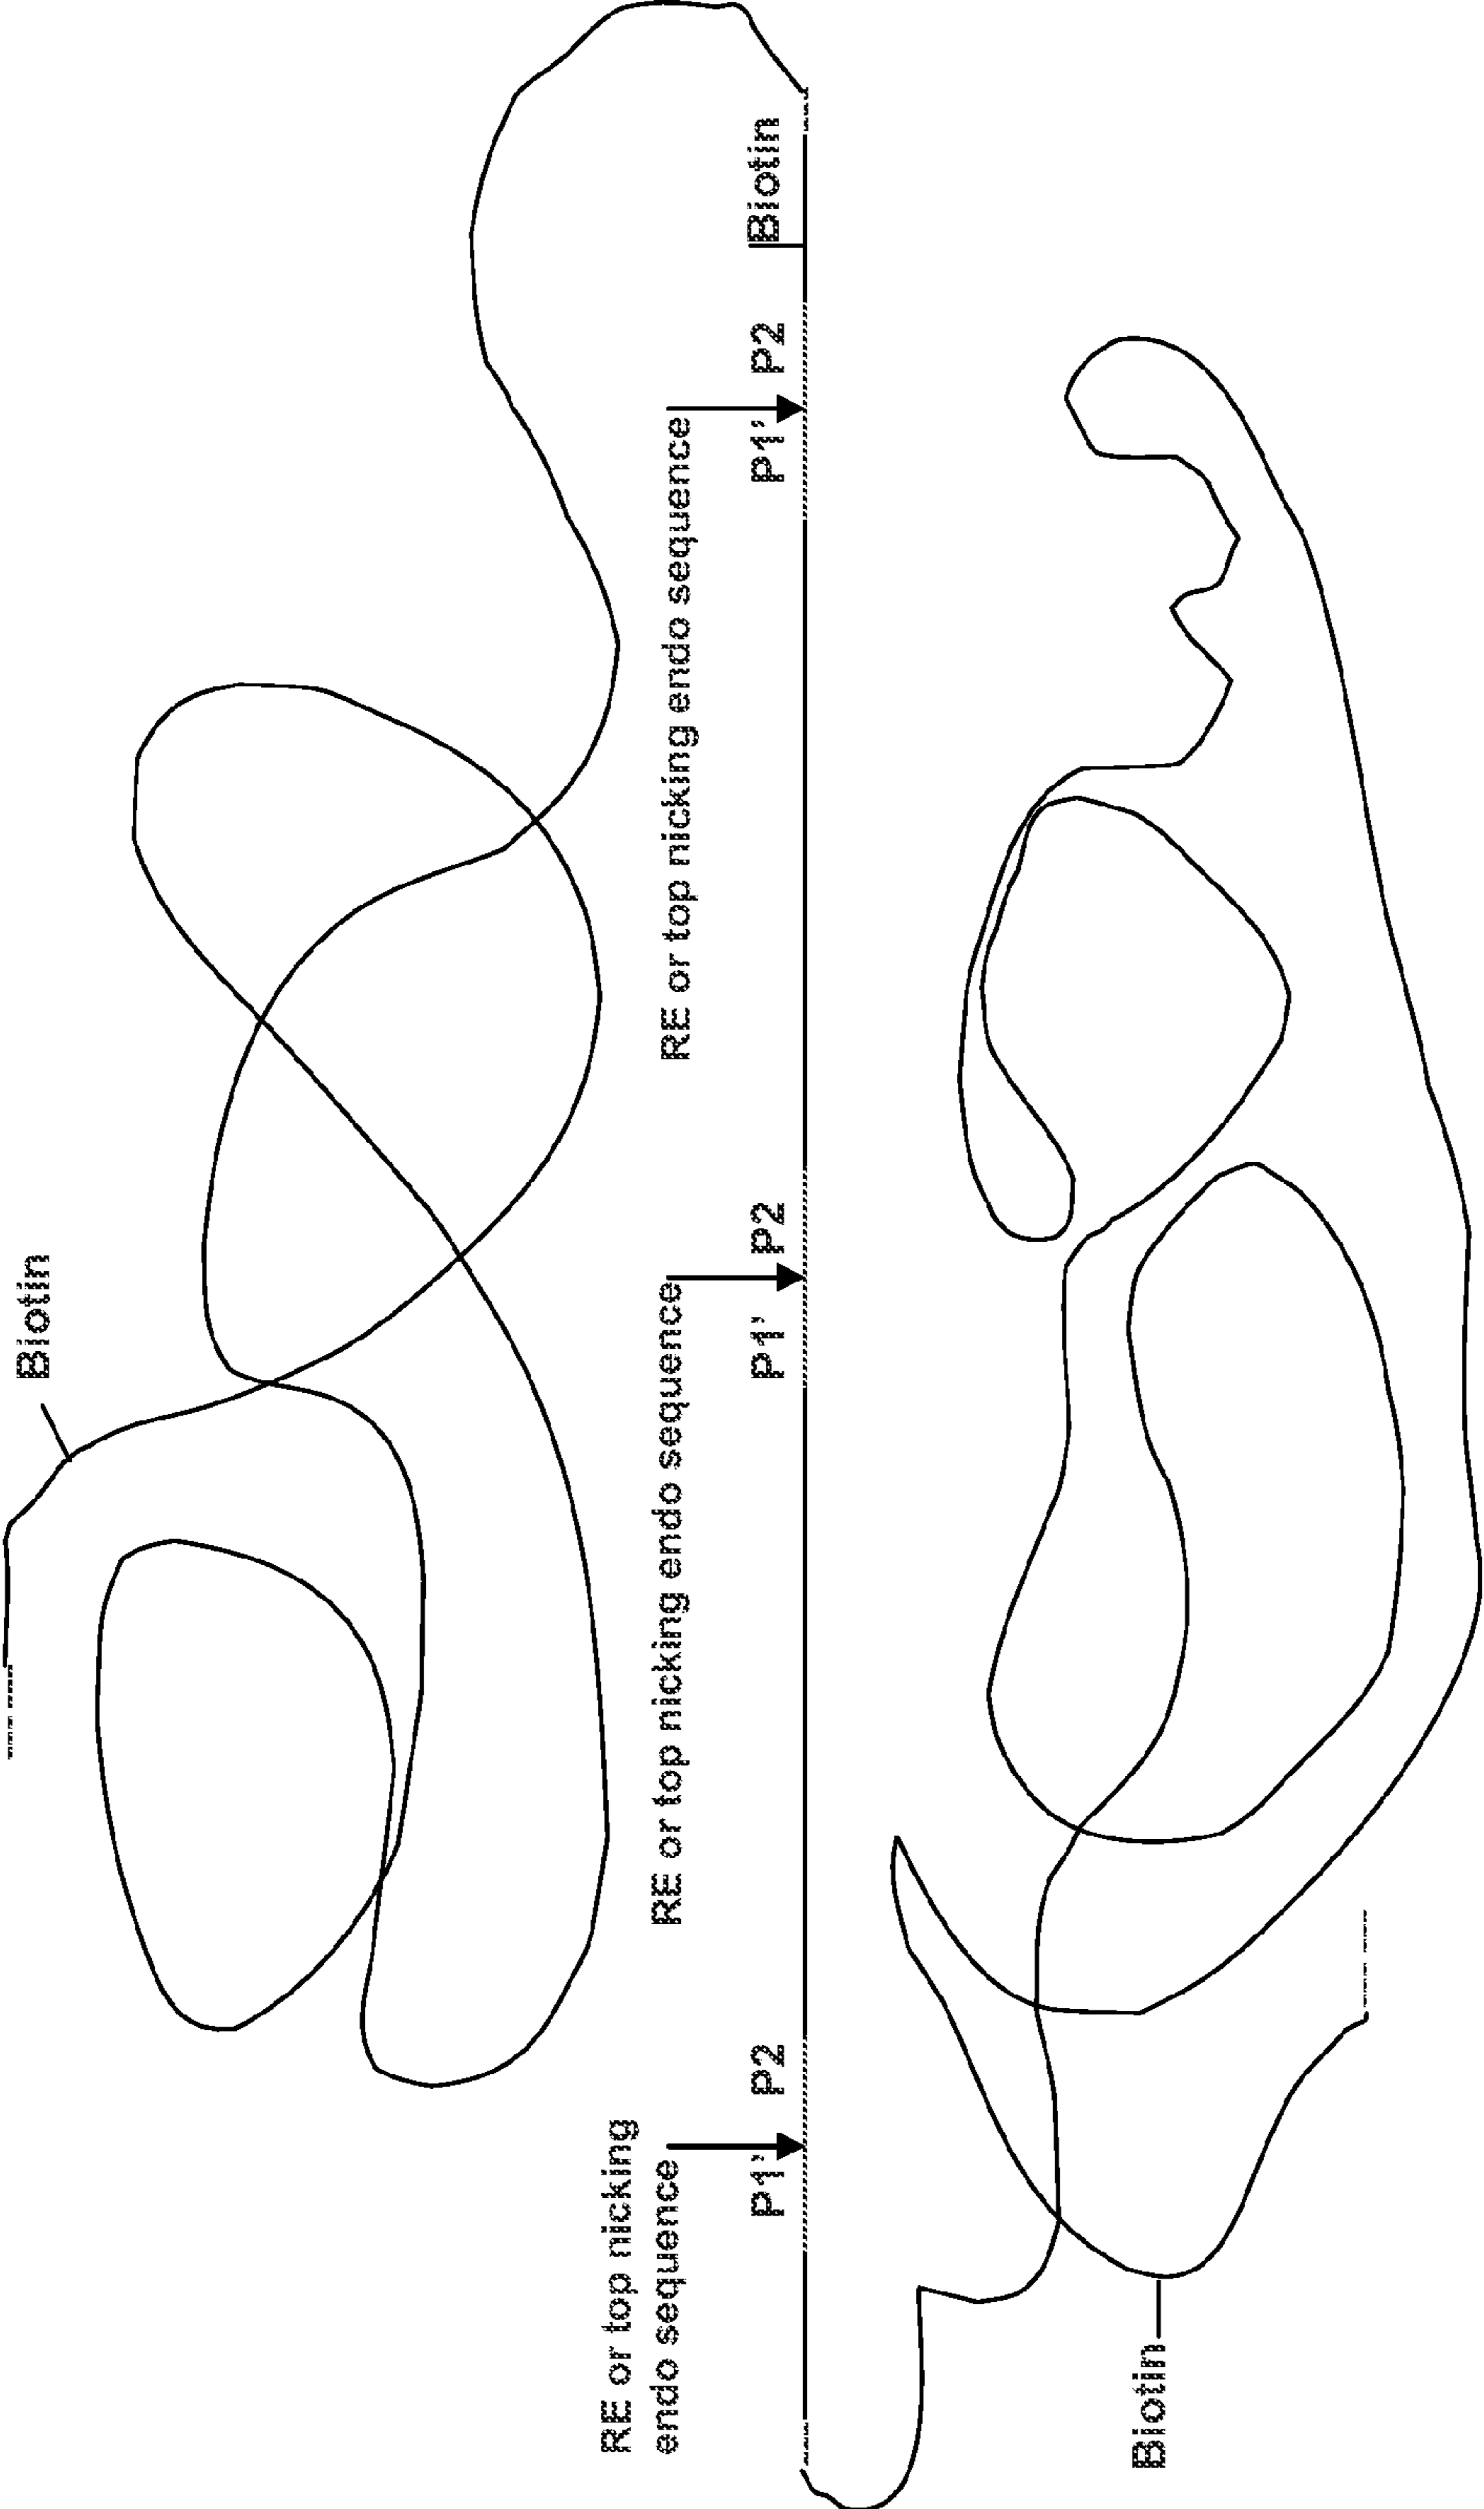 Biotin
RE or top nicking
endo sequence
RE or top nicking endo sequence
RE or top nicking endo sequence
P1' P2 P1' P2 P1' P2 Biotin
Biotin